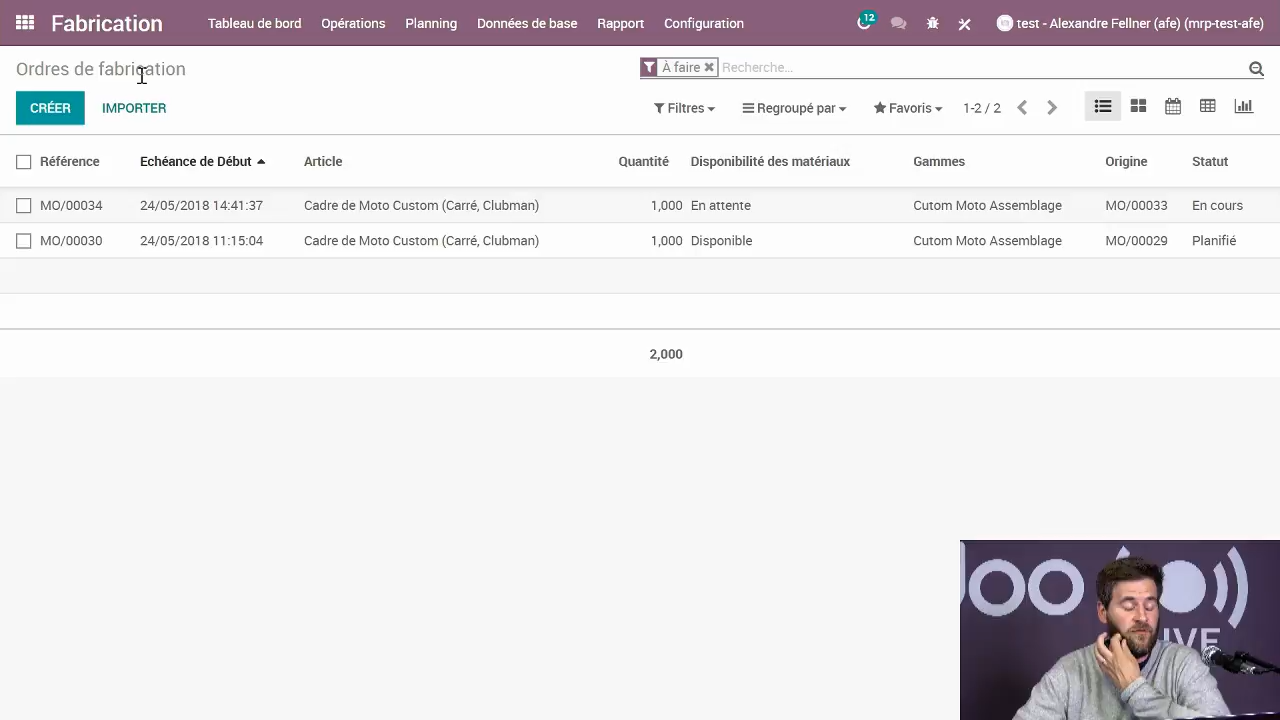 Fabrication Tableau de bord Opérations Planning Données de base Rapport Configuration 12 test - Alexandre Fellner (afe) (mrp-test-afe)
Ordres de fabrication À faire Recherche...
CRÉER IMPORTER Filtres Regroupé par Favoris 1-2 / 2
Référence Echéance de Début Article Quantité Disponibilité des matériaux Gammes Origine Statut
MO/00034 24/05/2018 14:41:37 Cadre de Moto Custom (Carré, Clubman) 1,000 En attente Cutom Moto Assemblage MO/00033 En cours
MO/00030 24/05/2018 11:15:04 Cadre de Moto Custom (Carré, Clubman) 1,000 Disponible Cutom Moto Assemblage MO/00029 Planifié
2,000